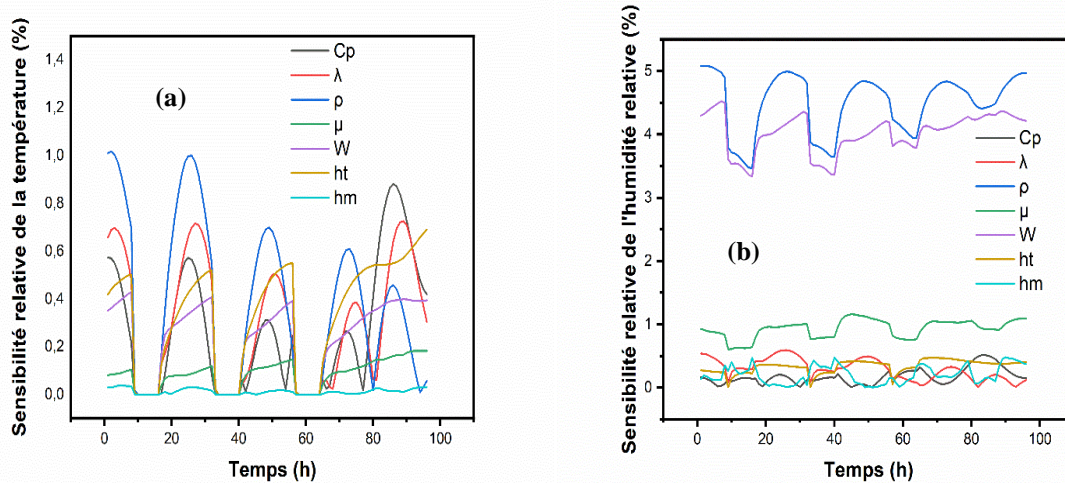 Sensibilité relative de la température (%)
1,4
1,2
1,0
0,8
0,6
0,4
0,2
0,0
0
20
40
60
80
100
Temps (h)
(a)
Cp
λ
ρ
μ
W
ht
hm
Sensibilité relative de l'humidité relative (%)
5
4
3
2
1
0
0
20
40
60
80
100
Temps (h)
(b)
Cp
λ
ρ
μ
W
ht
hm